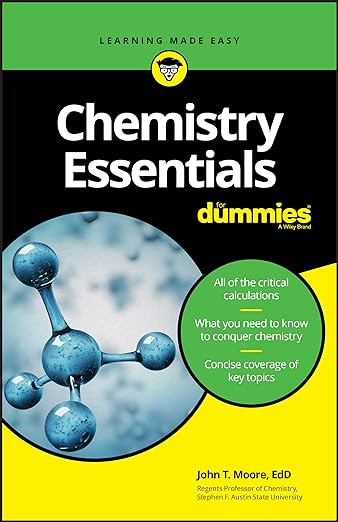 LEARNING MADE EASY
Chemistry
Essentials
for
dummies®
A Wiley Brand
All of the critical
calculations
What you need to know
to conquer chemistry
Concise coverage of
key topics
John T. Moore, EdD
Regents Professor of Chemistry,
Stephen F. Austin State University